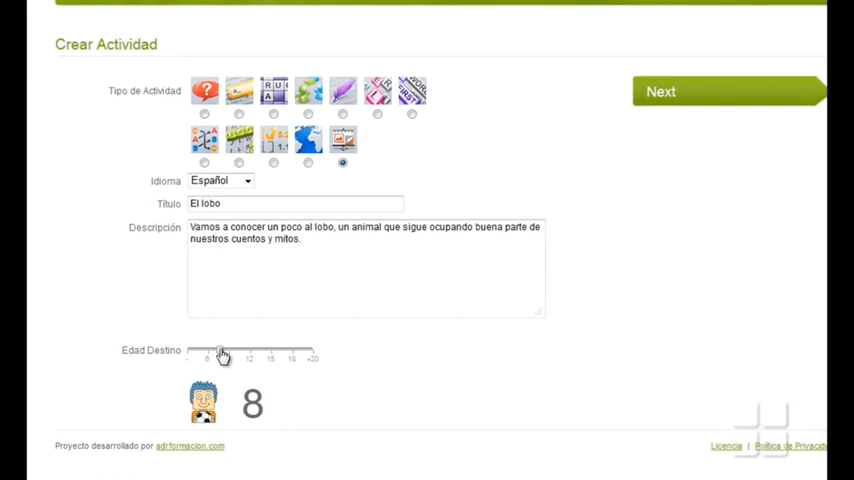 Crear Actividad
Tipo de Actividad
Next
Idioma
Español
Título
El lobo
Descripción
Vamos a conocer un poco al lobo, un animal que sigue ocupando buena parte de
nuestros cuentos y mitos.
Edad Destino
- 6 12 15 18 +20
8
Proyecto desarrollado por adrformacion.com
Licencia | Política de Privacida